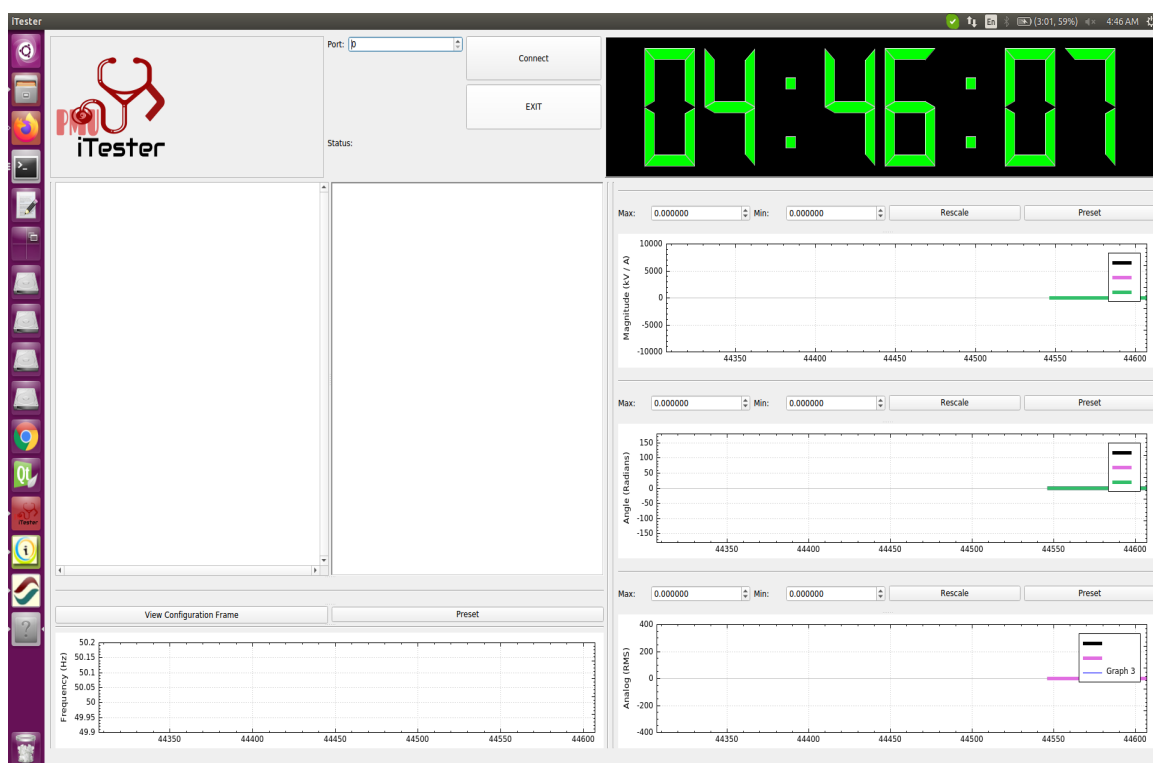 iTester
En
(3:01, 59%)
4:46 AM
PMU
iTester
Port:
0
Connect
EXIT
Status:
04:46:07
Max:
0.000000
Min:
0.000000
Rescale
Preset
Magnitude (kV / A)
10000
5000
0
-5000
-10000
44350
44400
44450
44500
44550
44600
Max:
0.000000
Min:
0.000000
Rescale
Preset
Angle (Radians)
150
100
50
0
-50
-100
-150
44350
44400
44450
44500
44550
44600
Max:
0.000000
Min:
0.000000
Rescale
Preset
Analog (RMS)
400
200
0
-200
-400
Graph 3
44350
44400
44450
44500
44550
44600
View Configuration Frame
Preset
Frequency (Hz)
50.2
50.15
50.1
50.05
50
49.95
49.9
44350
44400
44450
44500
44550
44600
Qt
iTester